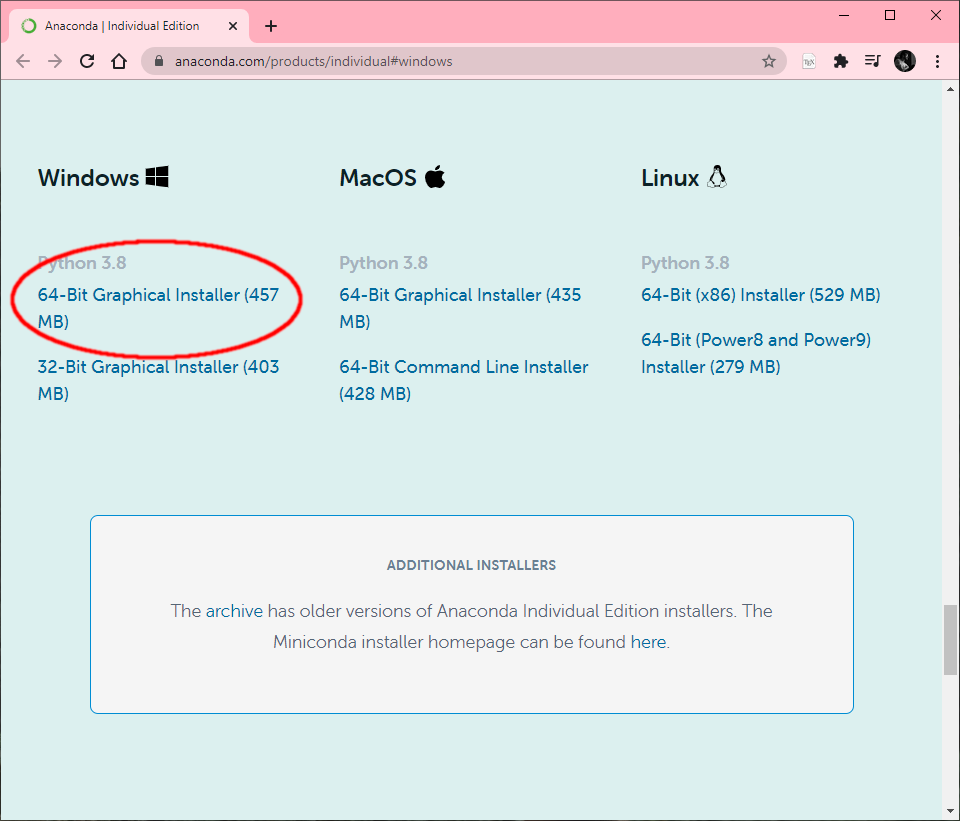 Anaconda | Individual Edition
anaconda.com/products/individual#windows
Windows
Python 3.8
64-Bit Graphical Installer (457
MB)
32-Bit Graphical Installer (403
MB)
MacOS
Python 3.8
64-Bit Graphical Installer (435
MB)
64-Bit Command Line Installer
(428 MB)
Linux
Python 3.8
64-Bit (x86) Installer (529 MB)
64-Bit (Power8 and Power9)
Installer (279 MB)
ADDITIONAL INSTALLERS
The archive has older versions of Anaconda Individual Edition installers. The
Miniconda installer homepage can be found here.